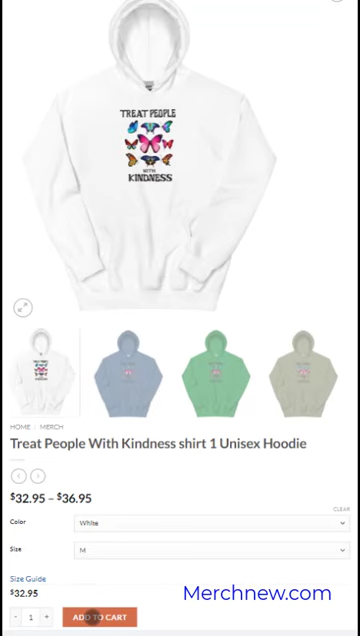 TREAT PEOPLE
WITH
KINDNESS
HOME / MERCH
Treat People With Kindness shirt 1 Unisex Hoodie
$32.95 – $36.95
CLEAR
Color
White
Size
M
Size Guide
$32.95
Merchnew.com
- 1 +
ADD TO CART